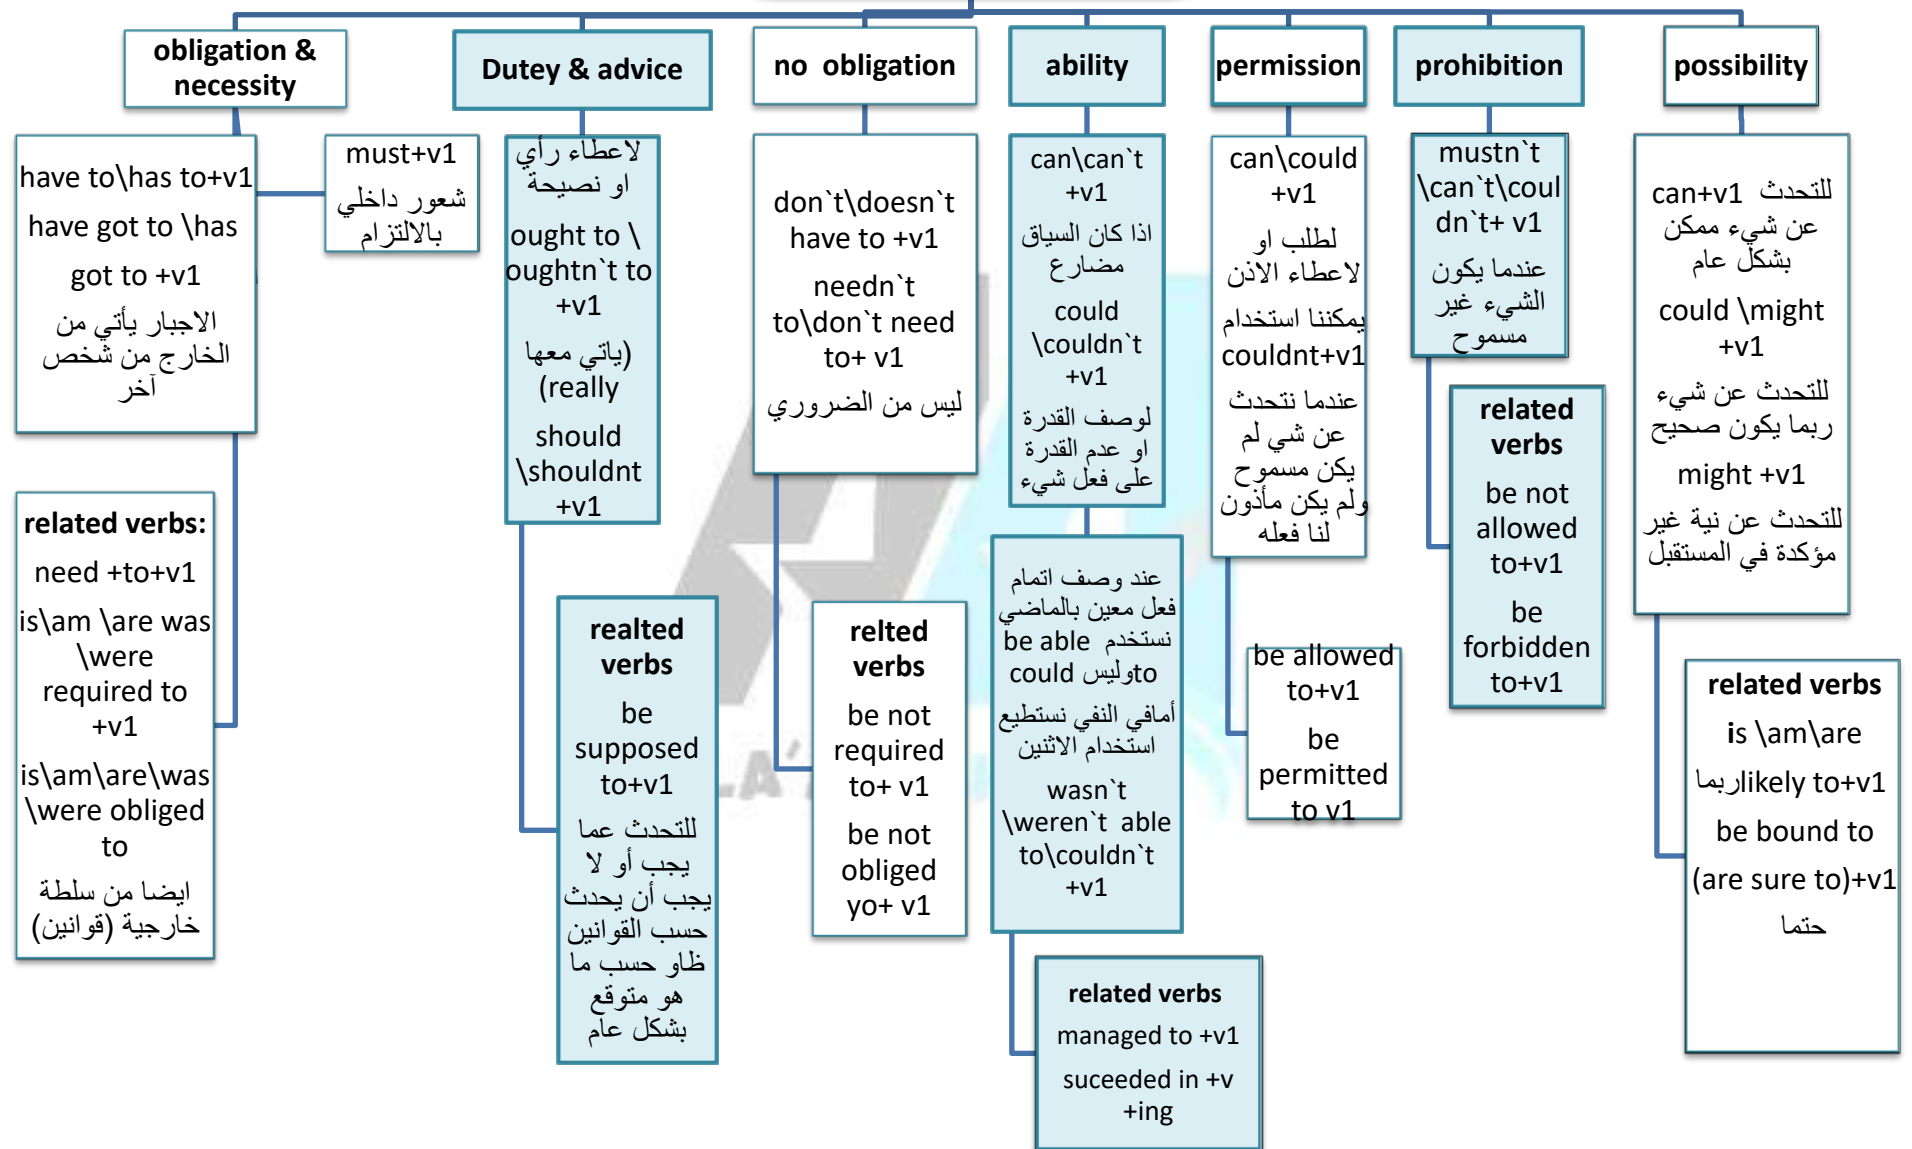 obligation &
necessity
have to\has to+v1
have got to \has
got to +v1
الاجبار يأتي من
الخارج من شخص
آخر
must+v1
شعور داخلي
بالالتزام
related verbs:
need +to+v1
is\am \are was
\were
required to
+v1
is\am\are\was
\were obliged
to
ايضا من سلطة
خارجية (قوانين)
Dutey & advice
لاعطاء رأي
او نصيحة
ought to \
oughtn`t to
+v1
(ياتي معها
really)
should
\shouldnt
+v1
realted
verbs
be
supposed
to+v1
للتحدث عما
يجب أو لا
يجب أن يحدث
حسب القوانين
ظاو حسب ما
هو متوقع
بشكل عام
no obligation
don`t\doesn`t
have to +v1
needn`t
to\don`t need
to+ v1
ليس من الضروري
relted
verbs
be not
required
to+ v1
be not
obliged
yo+ v1
ability
can\can`t
+v1
اذا كان السياق
مضارع
could
\couldn`t
+v1
لوصف القدرة
او عدم القدرة
على فعل شيء
عند وصف اتمام
فعل معين بالماضي
نستخدم be able
to وليس could
أمافي النفي نستطيع
استخدام الاثنين
wasn`t
\weren`t able
to\couldn`t
+v1
related verbs
managed to +v1
suceeded in +v
+ing
permission
can\could
+v1
لطلب او
لاعطاء الاذن
يمكننا استخدام
couldnt+v1
عندما نتحدث
عن شي لم
يكن مسموح
ولم يكن مأذون
لنا فعله
be allowed
to+v1
be
permitted
to v1
prohibition
mustn`t
\can`t\coul
dn`t+ v1
عندما يكون
الشيء غير
مسموح
related
verbs
be not
allowed
to+v1
be
forbidden
to+v1
possibility
can+v1 للتحدث
عن شيء ممكن
بشكل عام
could \might
+v1
للتحدث عن شيء
ربما يكون صحيح
might +v1
للتحدث عن نية غير
مؤكدة في المستقبل
related verbs
is \am\are
likely to+v1ربما
be bound to
(are sure to)+v1
حتما